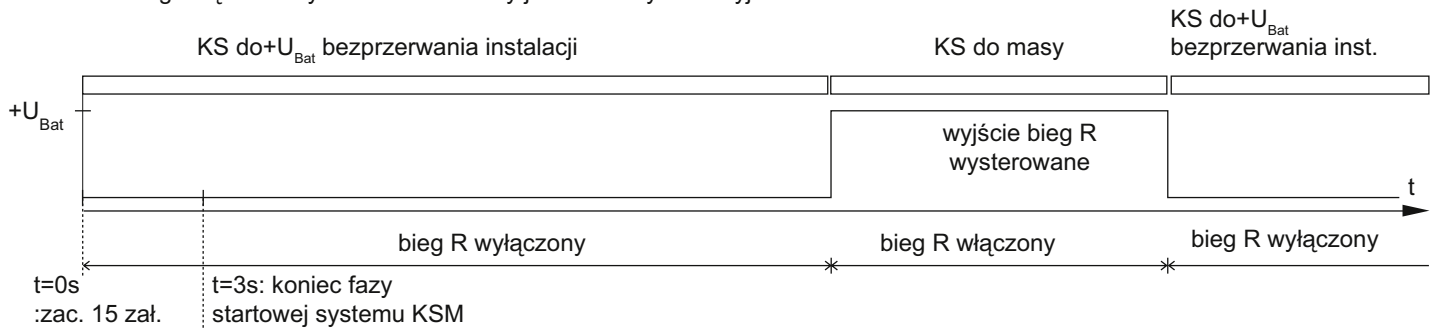 KS do+U_Bat bezprzerwania instalacji
KS do masy
KS do+U_Bat
bezprzerwania inst.
+U_Bat
wyjście bieg R
wysterowane
t
bieg R wyłączony
bieg R włączony
bieg R wyłączony
t=0s
:zac. 15 zał.
t=3s: koniec fazy
startowej systemu KSM